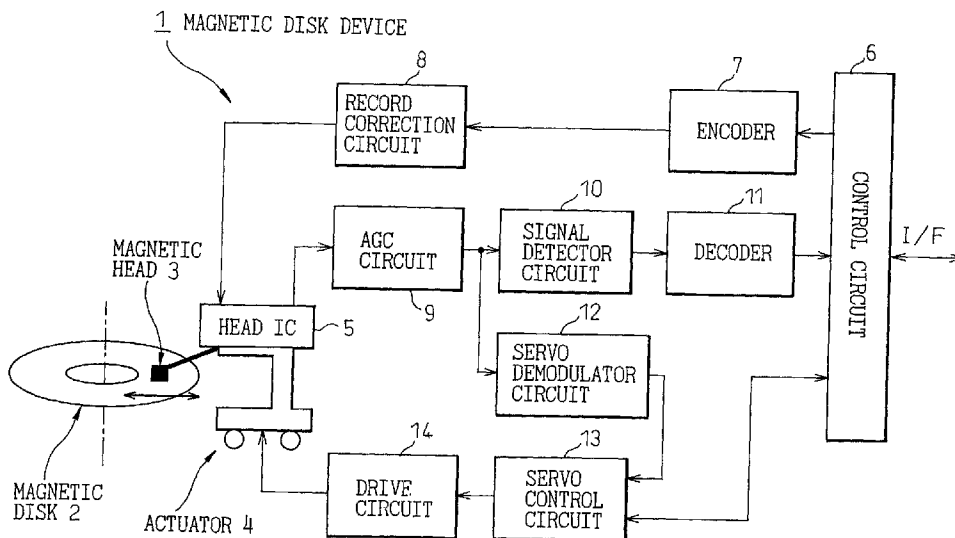 1 MAGNETIC DISK DEVICE
8
RECORD
CORRECTION
CIRCUIT
7
ENCODER
6
CONTROL CIRCUIT
I/F
MAGNETIC
HEAD 3
AGC
CIRCUIT
9
10
SIGNAL
DETECTOR
CIRCUIT
11
DECODER
HEAD IC
5
12
SERVO
DEMODULATOR
CIRCUIT
MAGNETIC
DISK 2
ACTUATOR 4
14
DRIVE
CIRCUIT
13
SERVO
CONTROL
CIRCUIT